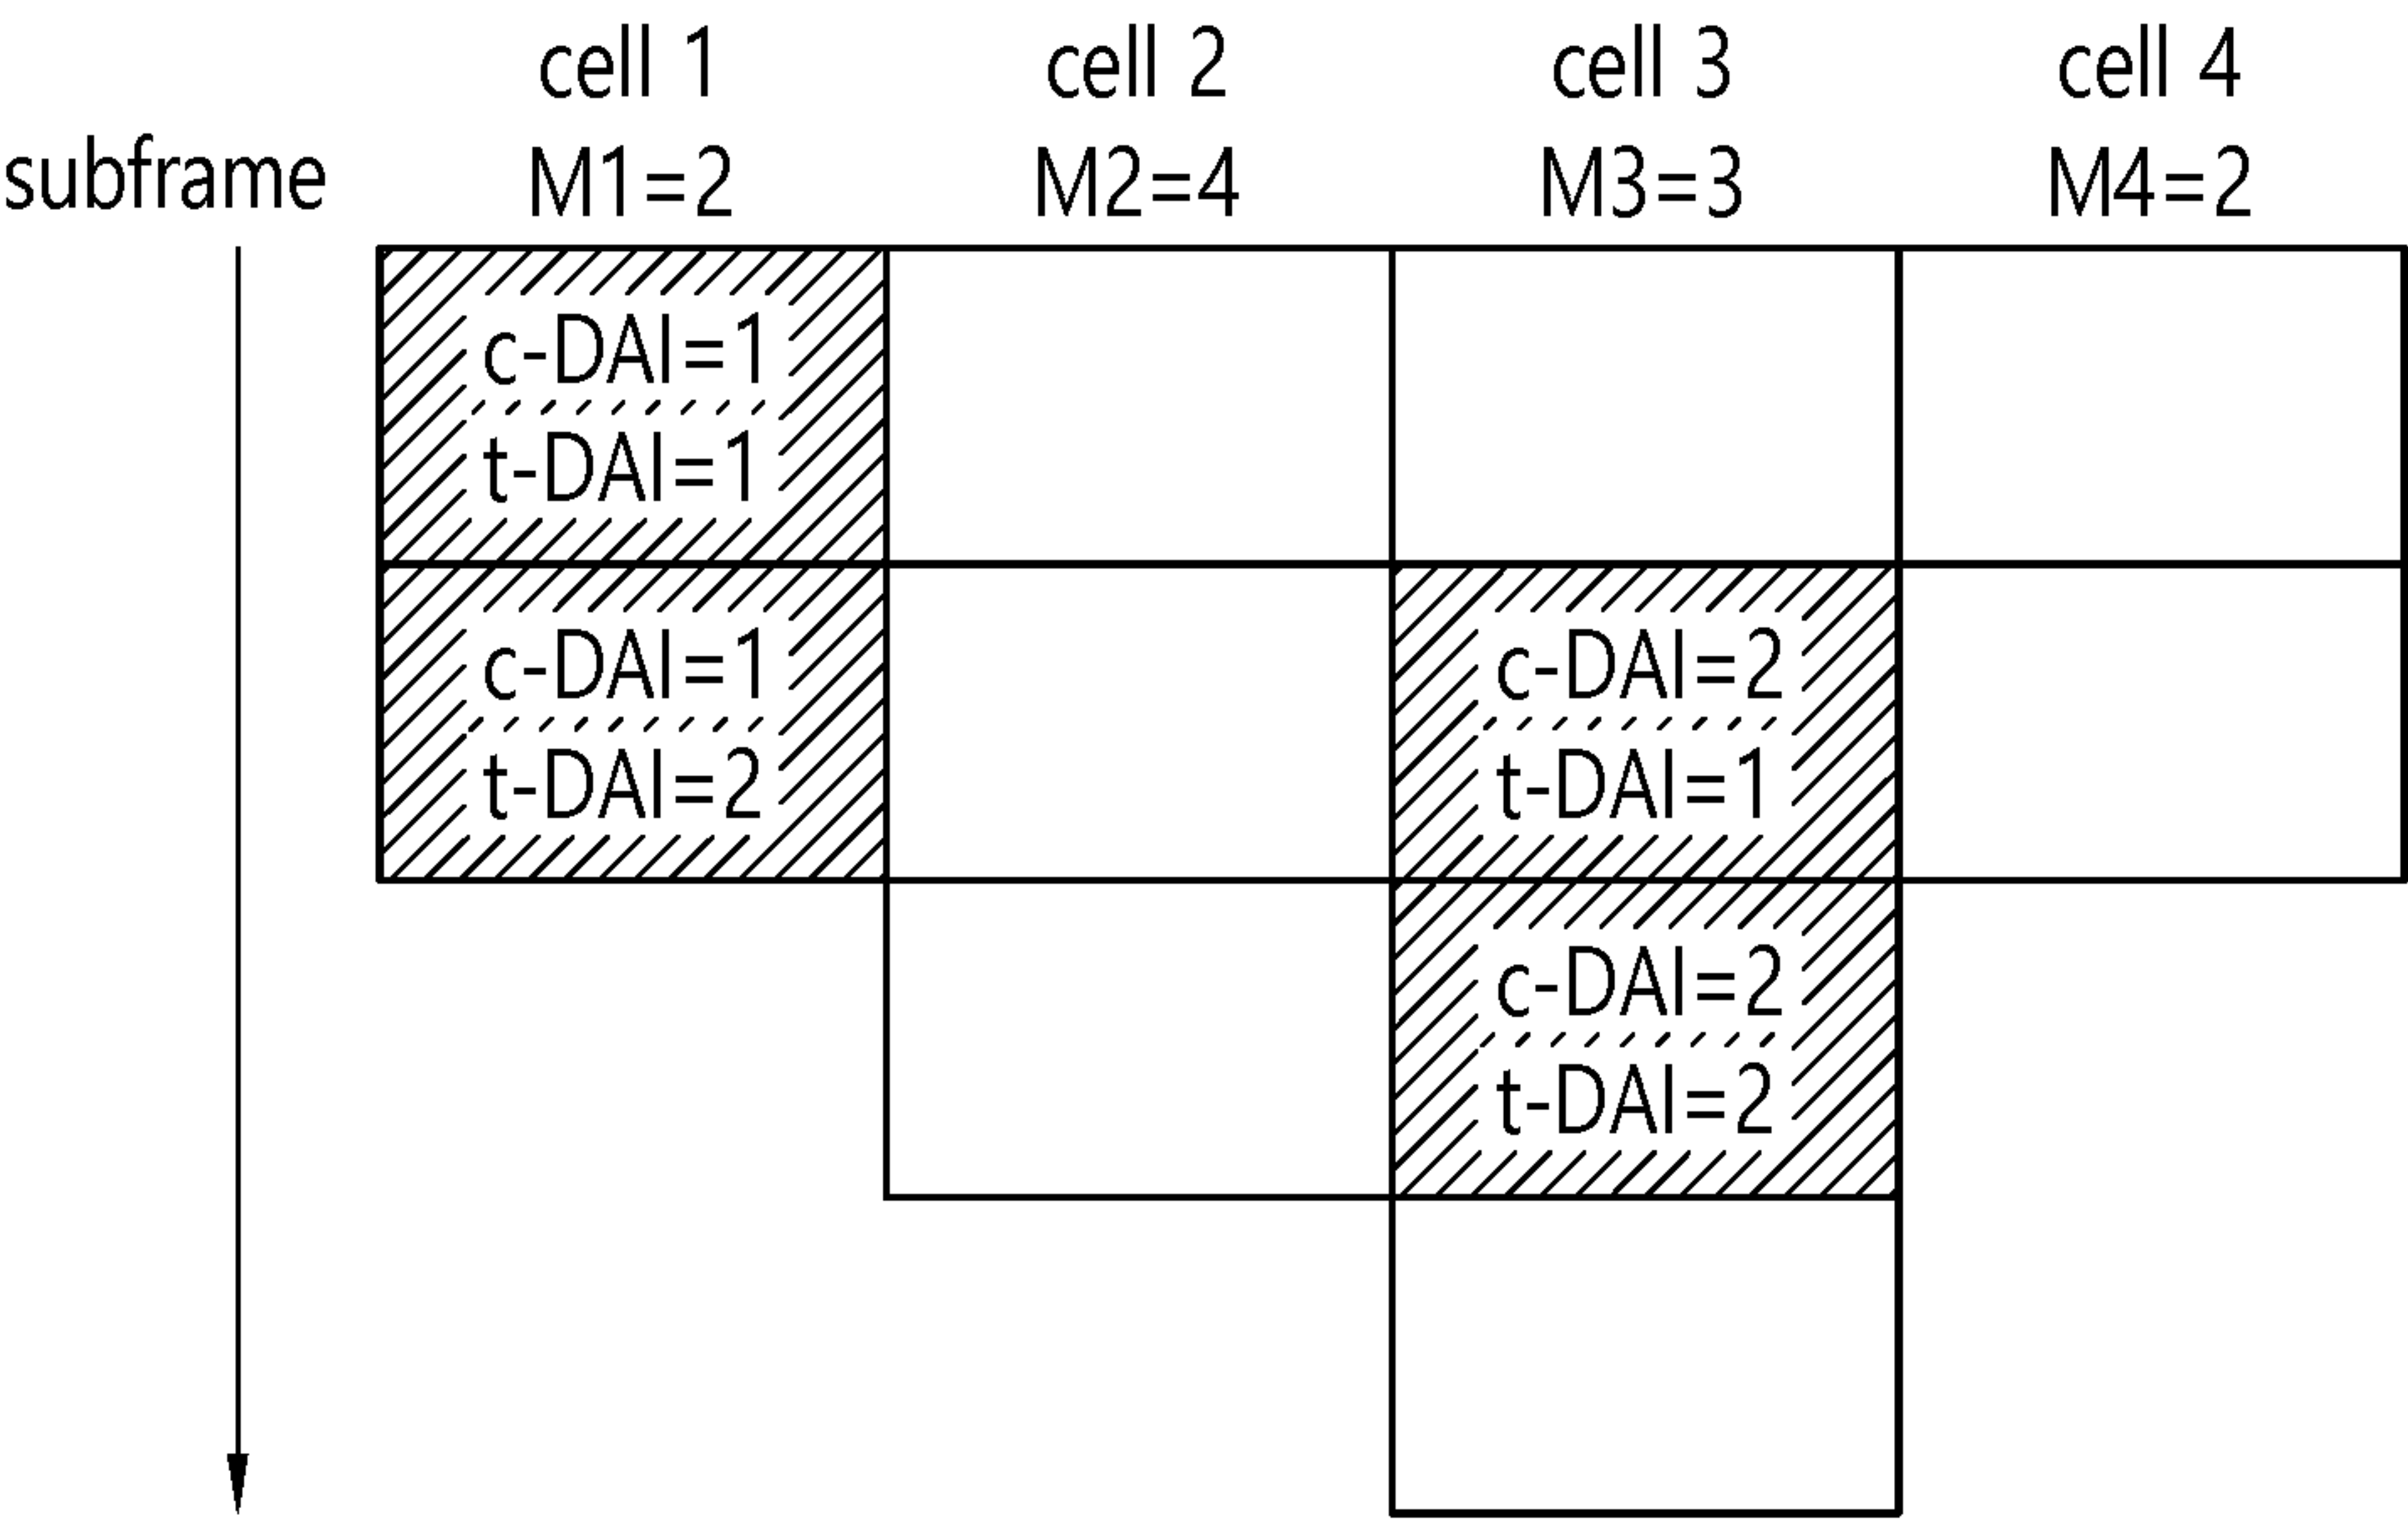 cell 1 cell 2 cell 3 cell 4
subframe M1=2 M2=4 M3=3 M4=2
c-DAI=1
t-DAI=1
c-DAI=1 c-DAI=2
t-DAI=2 t-DAI=1
c-DAI=2
t-DAI=2